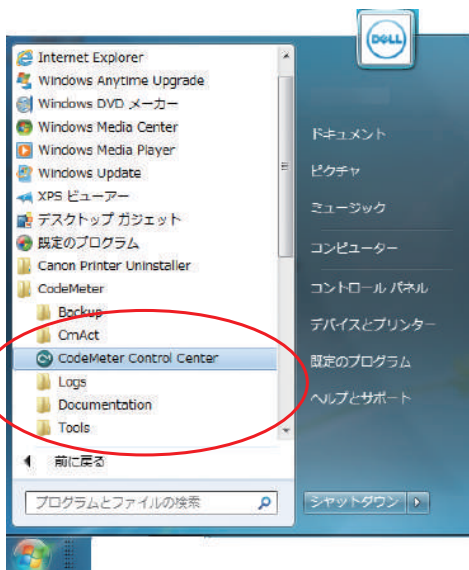 Internet Explorer
Windows Anytime Upgrade
Windows DVD メーカー
Windows Media Center
Windows Media Player
Windows Update
XPS ビューアー
デスクトップ ガジェット
既定のプログラム
Canon Printer Uninstaller
CodeMeter
Backup
CmAct
CodeMeter Control Center
Logs
Documentation
Tools
前に戻る
プログラムとファイルの検索
DELL
ドキュメント
ピクチャ
ミュージック
コンピューター
コントロール パネル
デバイスとプリンター
既定のプログラム
ヘルプとサポート
シャットダウン